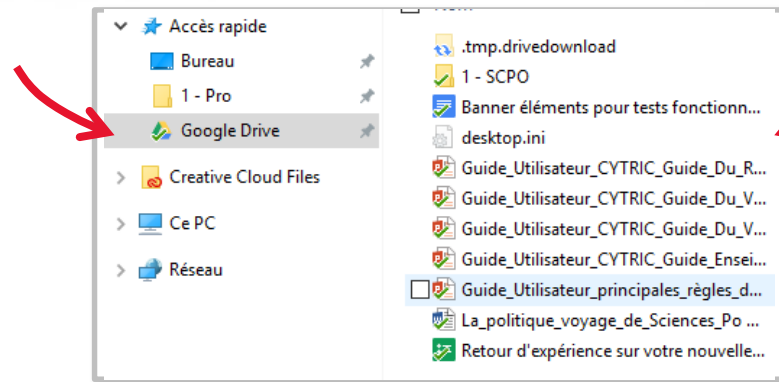 Accès rapide
Bureau
1 - Pro
Google Drive
Creative Cloud Files
Ce PC
Réseau
.tmp.drivedownload
1 - SCPO
Banner éléments pour tests fonctionn...
desktop.ini
Guide_Utilisateur_CYTRIC_Guide_Du_R...
Guide_Utilisateur_CYTRIC_Guide_Du_V...
Guide_Utilisateur_CYTRIC_Guide_Du_V...
Guide_Utilisateur_CYTRIC_Guide_Ensei...
Guide_Utilisateur_principales_règles_d...
La_politique_voyage_de_Sciences_Po ...
Retour d'expérience sur votre nouvelle...